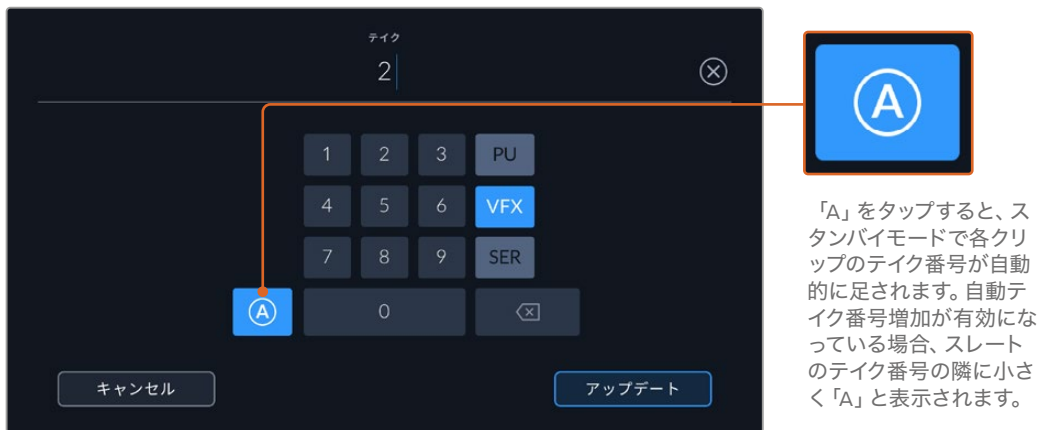 テイク
2
1 2 3 PU
4 5 6 VFX
7 8 9 SER
A 0
キャンセル アップデート
A
「A」をタップすると、ス
タンバイモードで各クリ
ップのテイク番号が自動
的に足されます。自動テ
イク番号増加が有効にな
っている場合、スレート
のテイク番号の隣に小さ
く「A」と表示されます。